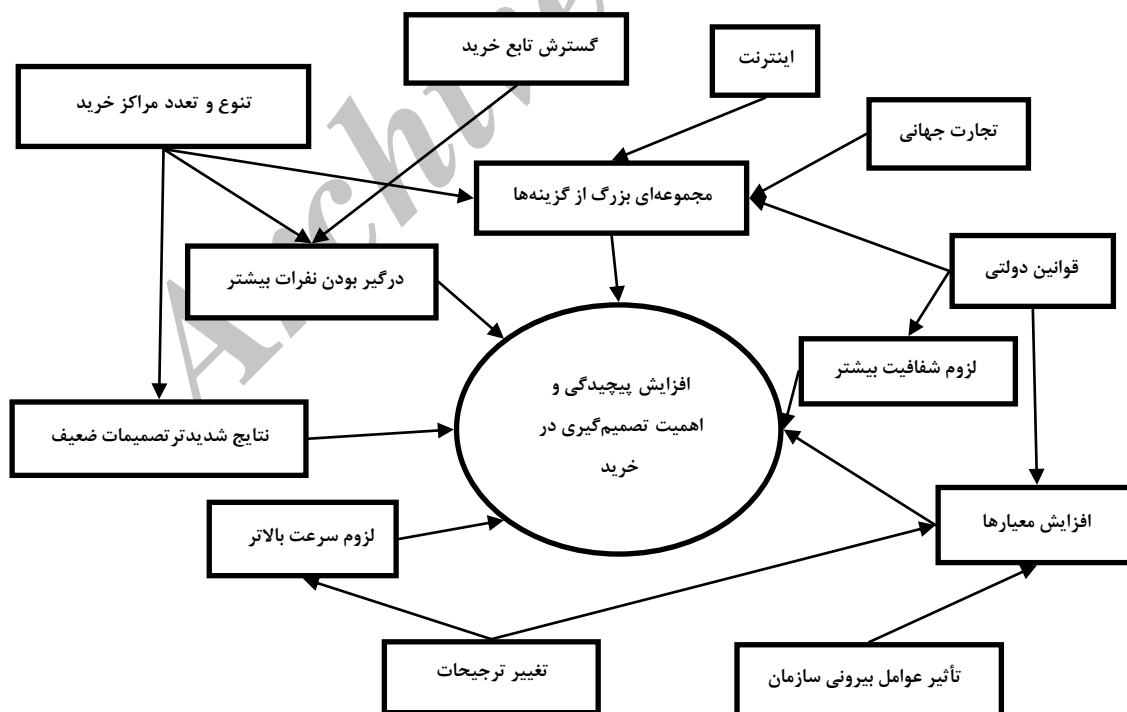 گسترش تابع خرید
اینترنت
تنوع و تعدد مراکز خرید
تجارت جهانی
مجموعه‌ای بزرگ از گزینه‌ها
درگیر بودن نفرات بیشتر
قوانین دولتی
لزوم شفافیت بیشتر
افزایش پیچیدگی و
اهمیت تصمیم‌گیری در
خرید
نتایج شدیدترتصمیمات ضعیف
افزایش معیارها
لزوم سرعت بالاتر
تغییر ترجیحات
تأثیر عوامل بیرونی سازمان
Archive